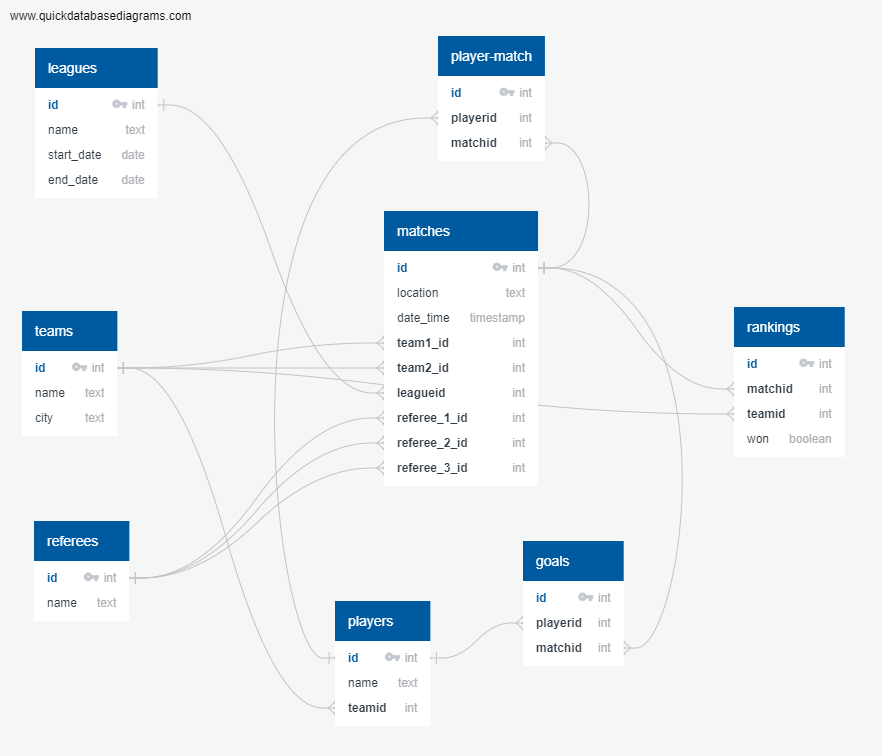 www.quickdatabasediagrams.com
leagues
id int
name text
start_date date
end_date date
player-match
id int
playerid int
matchid int
matches
id int
location text
date_time timestamp
team1_id int
team2_id int
leagueid int
referee_1_id int
referee_2_id int
referee_3_id int
teams
id int
name text
city text
rankings
id int
matchid int
teamid int
won boolean
referees
id int
name text
goals
id int
playerid int
matchid int
players
id int
name text
teamid int